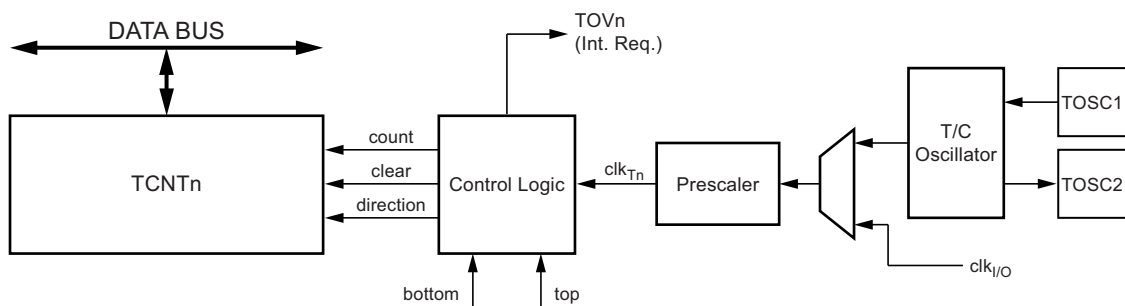 DATA BUS
TOVn
(Int. Req.)
TCNTn
count
clear
direction
Control Logic
clkTn
Prescaler
T/C
Oscillator
TOSC1
TOSC2
clkI/O
bottom
top